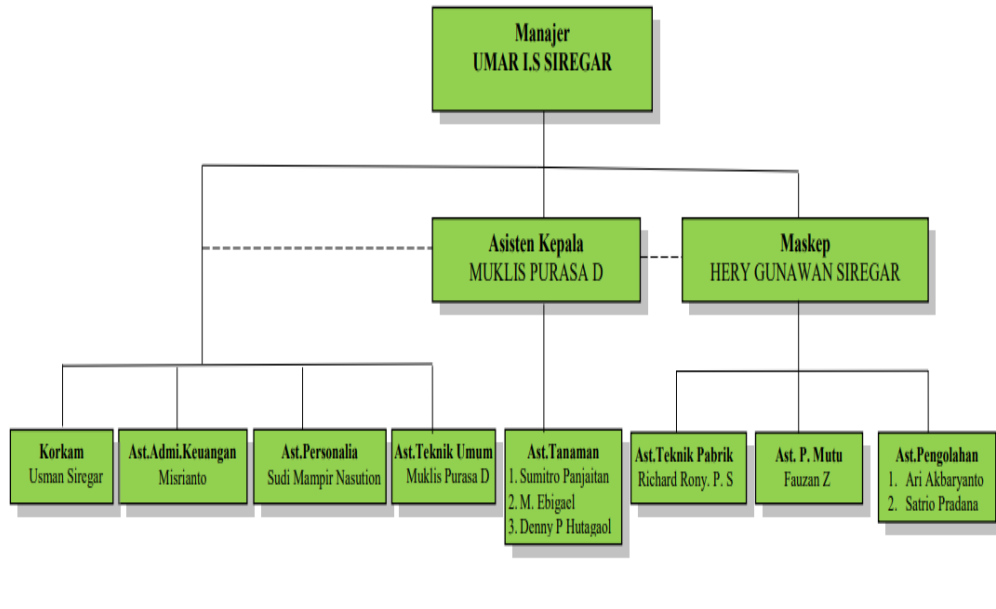 Manajer
UMAR I.S SIREGAR
Asisten Kepala
MUKLIS PURASA D
Maskep
HERY GUNAWAN SIREGAR
Korkam
Usman Siregar
Ast.Admi.Keuangan
Misrianto
Ast.Personalia
Sudi Mampir Nasution
Ast.Teknik Umum
Muklis Purasa D
Ast.Tanaman
1. Sumitro Panjaitan
2. M. Ebigael
3. Denny P Hutagaol
Ast.Teknik Pabrik
Richard Rony. P. S
Ast. P. Mutu
Fauzan Z
Ast.Pengolahan
1. Ari Akbaryanto
2. Satrio Pradana